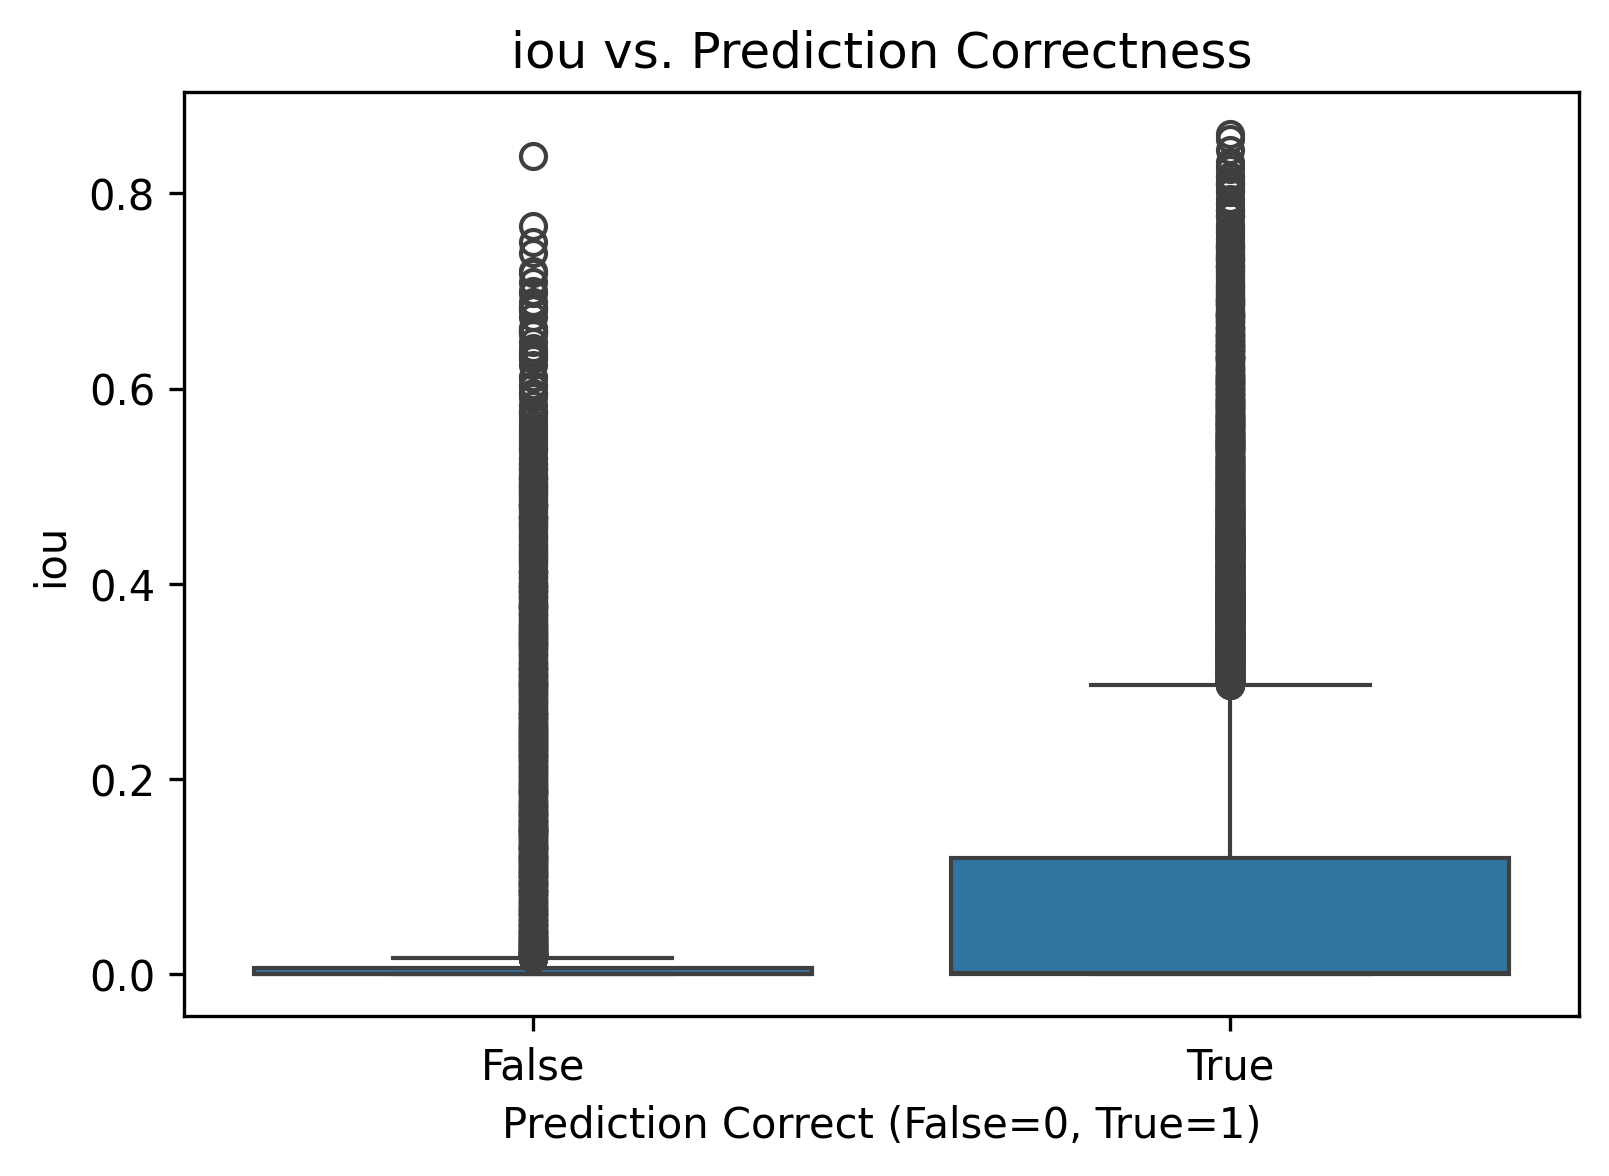 iou vs. Prediction Correctness
iou
0.8
0.6
0.4
0.2
0.0
False
True
Prediction Correct (False=0, True=1)